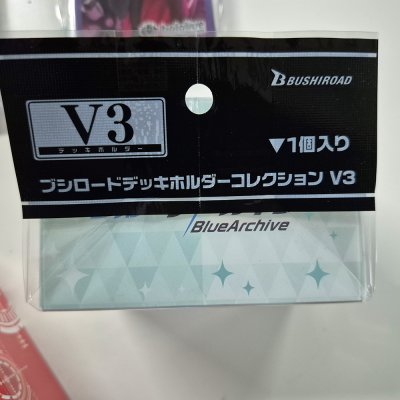 BUSHIROAD
V3
デッキホルダー
▼1個入り
ブシロードデッキホルダーコレクション V3
BlueArchive